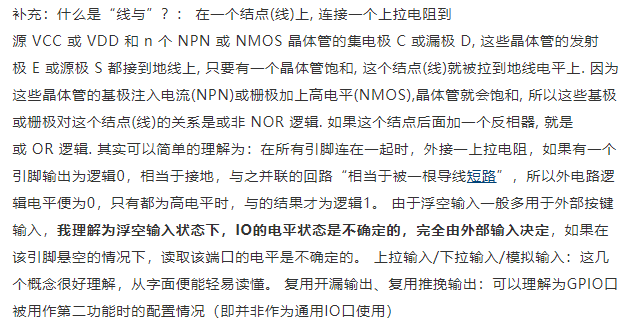 补充：什么是“线与”？： 在一个结点(线)上, 连接一个上拉电阻到
源 VCC 或 VDD 和 n 个 NPN 或 NMOS 晶体管的集电极 C 或漏极 D, 这些晶体管的发射
极 E 或源极 S 都接到地线上, 只要有一个晶体管饱和, 这个结点(线)就被拉到地线电平上. 因为
这些晶体管的基极注入电流(NPN)或栅极加上高电平(NMOS),晶体管就会饱和, 所以这些基极
或栅极对这个结点(线)的关系是或非 NOR 逻辑. 如果这个结点后面加一个反相器, 就是
或 OR 逻辑. 其实可以简单的理解为：在所有引脚连在一起时，外接一上拉电阻，如果有一个
引脚输出为逻辑0，相当于接地，与之并联的回路“相当于被一根导线短路”，所以外电路逻
辑电平便为0，只有都为高电平时，与的结果才为逻辑1。 由于浮空输入一般多用于外部按键
输入，我理解为浮空输入状态下，IO的电平状态是不确定的，完全由外部输入决定，如果在
该引脚悬空的情况下，读取该端口的电平是不确定的。 上拉输入/下拉输入/模拟输入：这几
个概念很好理解，从字面便能轻易读懂。 复用开漏输出、复用推挽输出：可以理解为GPIO口
被用作第二功能时的配置情况（即并非作为通用IO口使用）